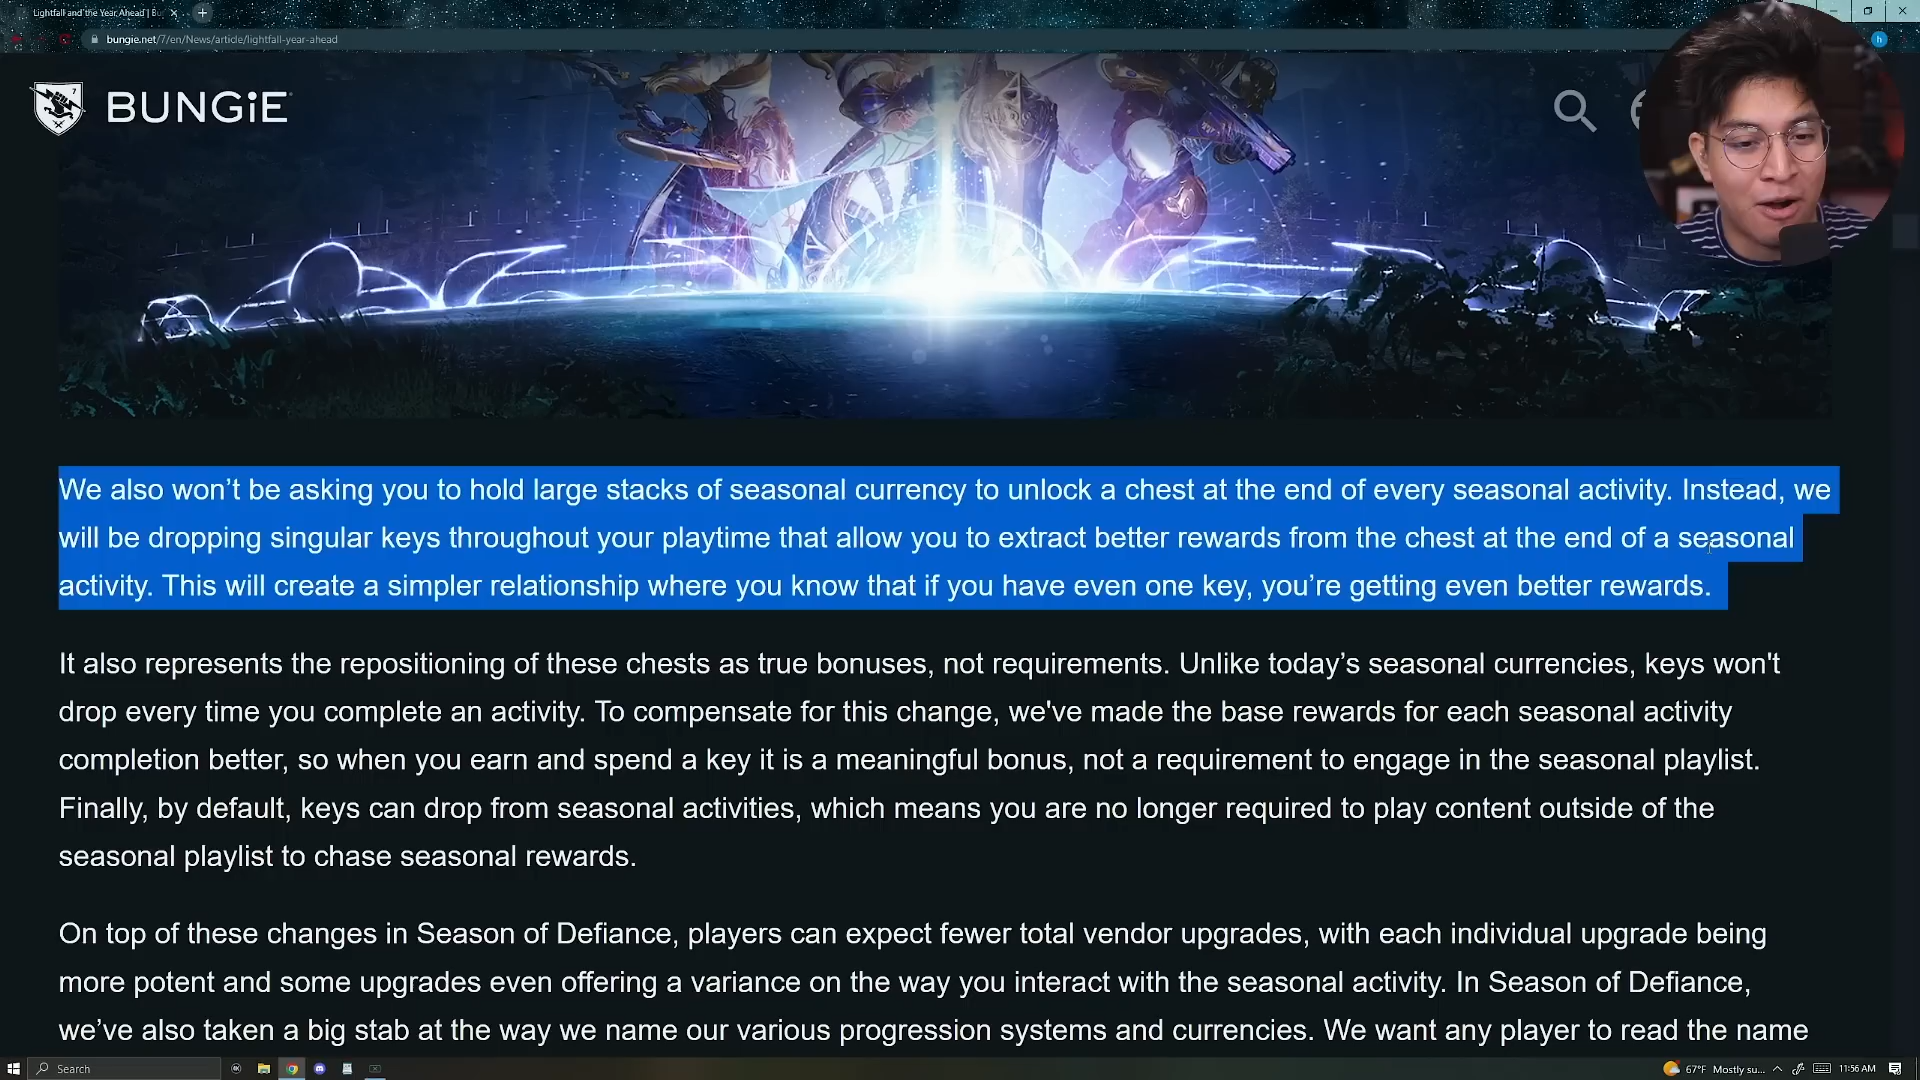 Lightfall and the Year Ahead | Bu
bungie.net/7/en/News/article/lightfall-year-ahead
h
7
BUNGiE
We also won’t be asking you to hold large stacks of seasonal currency to unlock a chest at the end of every seasonal activity. Instead, we
will be dropping singular keys throughout your playtime that allow you to extract better rewards from the chest at the end of a seasonal
activity. This will create a simpler relationship where you know that if you have even one key, you’re getting even better rewards.
It also represents the repositioning of these chests as true bonuses, not requirements. Unlike today’s seasonal currencies, keys won't
drop every time you complete an activity. To compensate for this change, we've made the base rewards for each seasonal activity
completion better, so when you earn and spend a key it is a meaningful bonus, not a requirement to engage in the seasonal playlist.
Finally, by default, keys can drop from seasonal activities, which means you are no longer required to play content outside of the
seasonal playlist to chase seasonal rewards.
On top of these changes in Season of Defiance, players can expect fewer total vendor upgrades, with each individual upgrade being
more potent and some upgrades even offering a variance on the way you interact with the seasonal activity. In Season of Defiance,
we’ve also taken a big stab at the way we name our various progression systems and currencies. We want any player to read the name
Search
67°F Mostly su...
11:56 AM